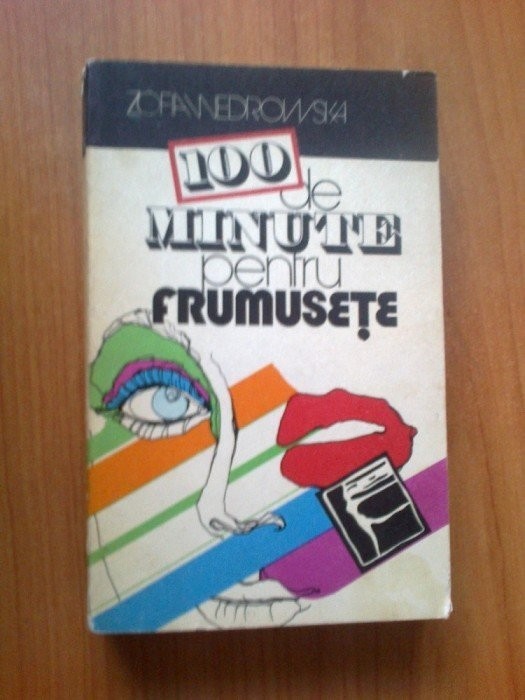 ZOFIA WEDROWSKA
100
de
MINUTE
pentru
FRUMUSEȚE